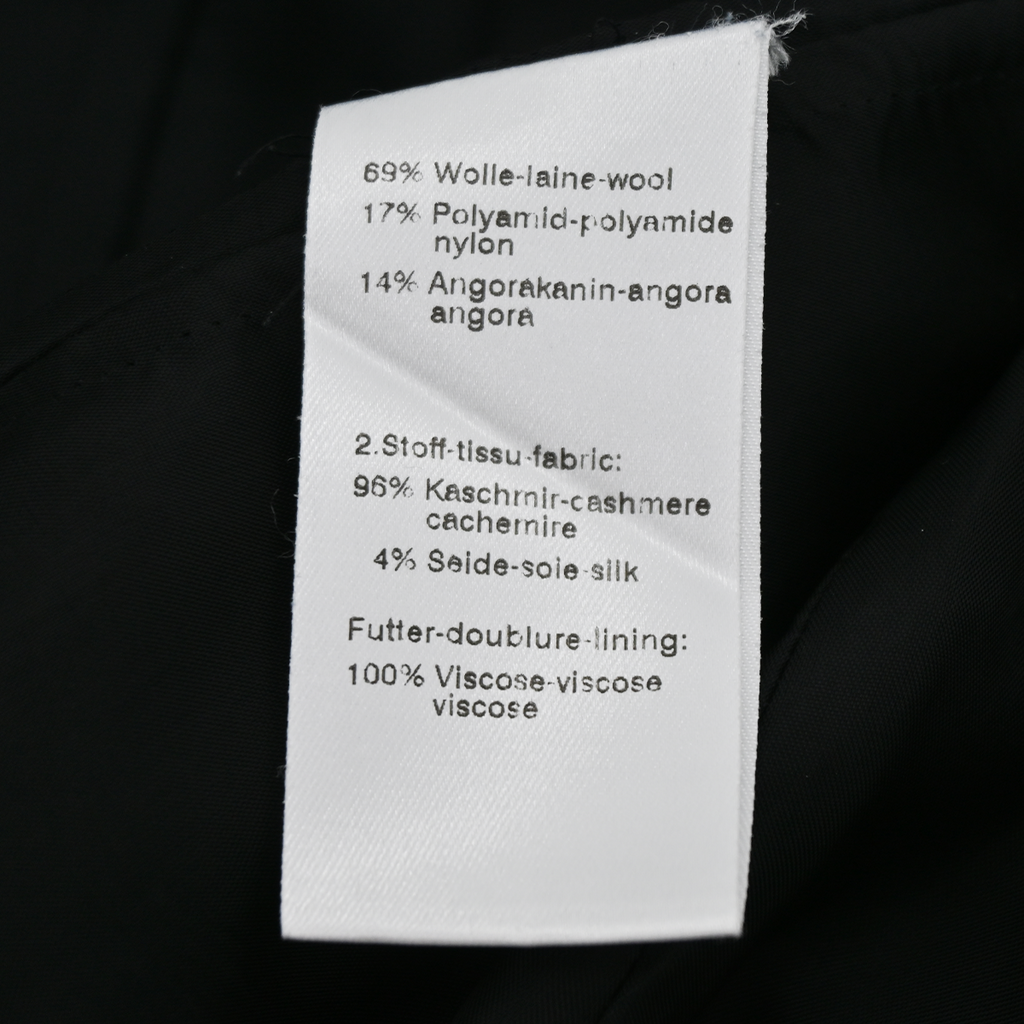 69% Wolle-laine-wool
17% Polyamid-polyamide
nylon
14% Angorakanin-angora
angora
2.Stoff-tissu-fabric:
96% Kaschmir-cashmere
cachemire
4% Seide-soie-silk
Futter-doublure-lining:
100% Viscose-viscose
viscose